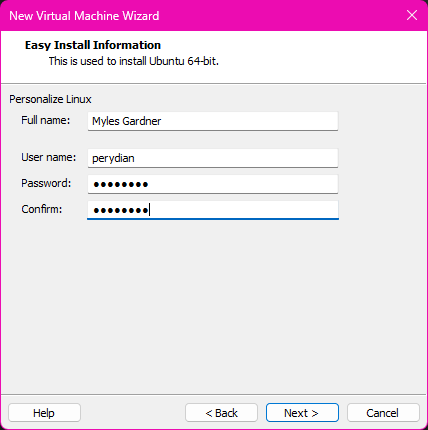 New Virtual Machine Wizard
Easy Install Information
This is used to install Ubuntu 64-bit.
Personalize Linux
Full name: Myles Gardner
User name: perydian
Password: ●●●●●●●●
Confirm: ●●●●●●●●
Help < Back Next > Cancel